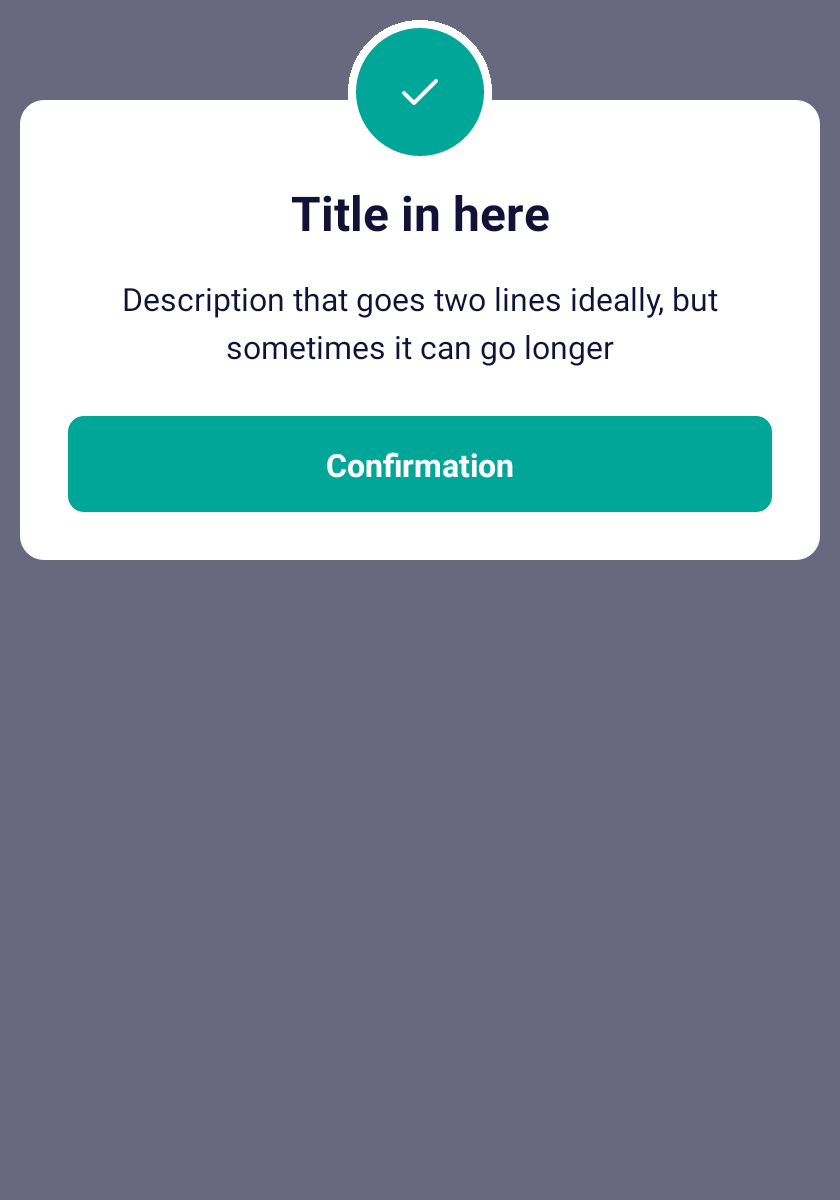 Title in here
Description that goes two lines ideally, but
sometimes it can go longer
Confirmation